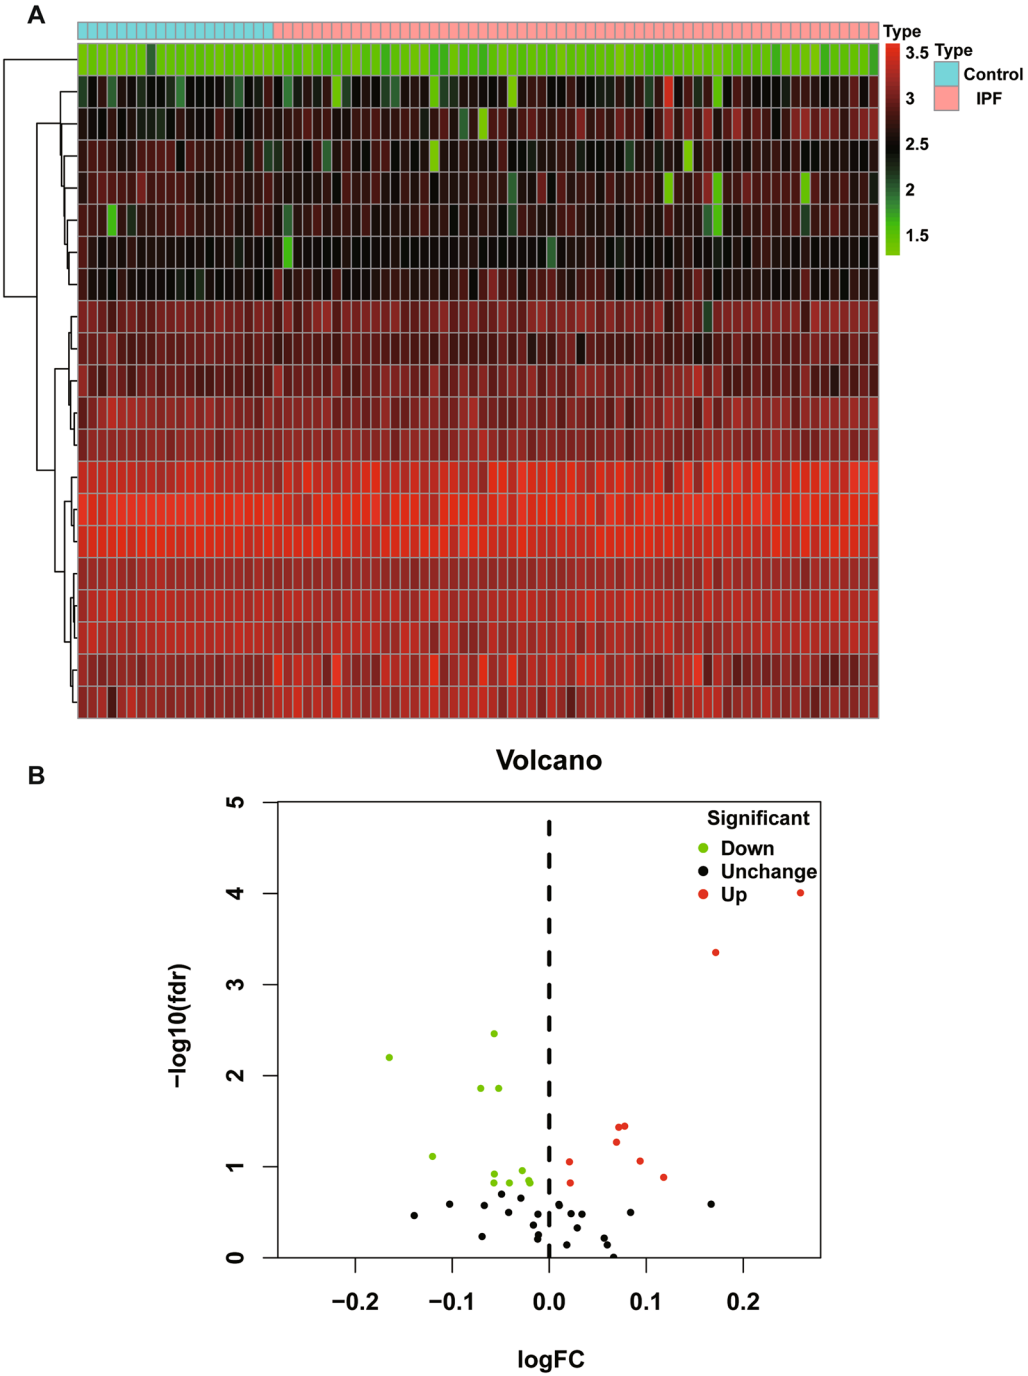 A
Type
3.5
3
2.5
2
1.5
Type
Control
IPF
B
Volcano
Significant
Down
Unchange
Up
−log10(fdr)
5
4
3
2
1
0
−0.2 −0.1 0.0 0.1 0.2
logFC